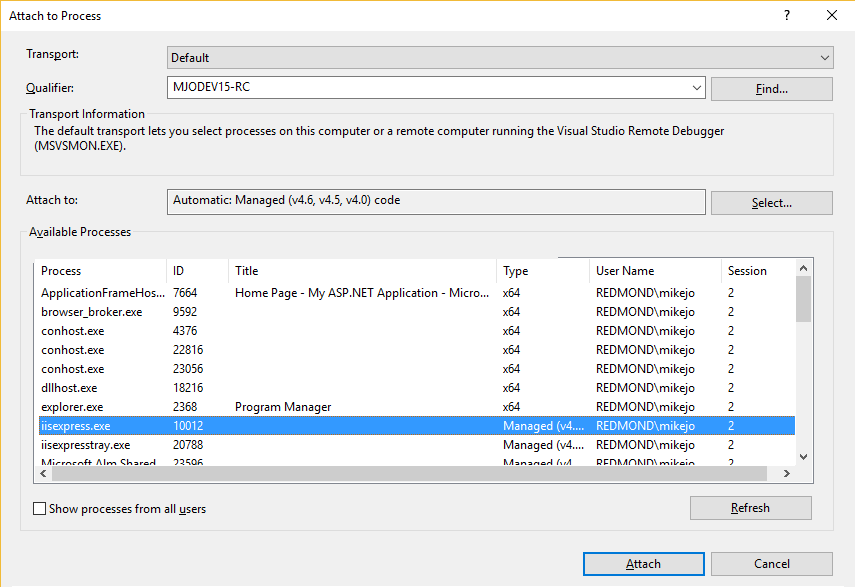 Attach to Process
Transport: Default
Qualifier: MJODEV15-RC Find...
Transport Information
The default transport lets you select processes on this computer or a remote computer running the Visual Studio Remote Debugger
(MSVSMON.EXE).
Attach to: Automatic: Managed (v4.6, v4.5, v4.0) code Select...
Available Processes
Process ID Title Type User Name Session
ApplicationFrameHos... 7664 Home Page - My ASP.NET Application - Micro... x64 REDMOND\mikejo 2
browser_broker.exe 9592 x64 REDMOND\mikejo 2
conhost.exe 4376 x64 REDMOND\mikejo 2
conhost.exe 22816 x64 REDMOND\mikejo 2
conhost.exe 23056 x64 REDMOND\mikejo 2
dllhost.exe 18216 x64 REDMOND\mikejo 2
explorer.exe 2368 Program Manager x64 REDMOND\mikejo 2
iisexpress.exe 10012 Managed (v4.... REDMOND\mikejo 2
iisexpresstray.exe 20788 Managed (v4.... REDMOND\mikejo 2
Microsoft.Alm.Shared 23596 Managed (v4 REDMOND\mikejo 2
Show processes from all users Refresh
Attach Cancel